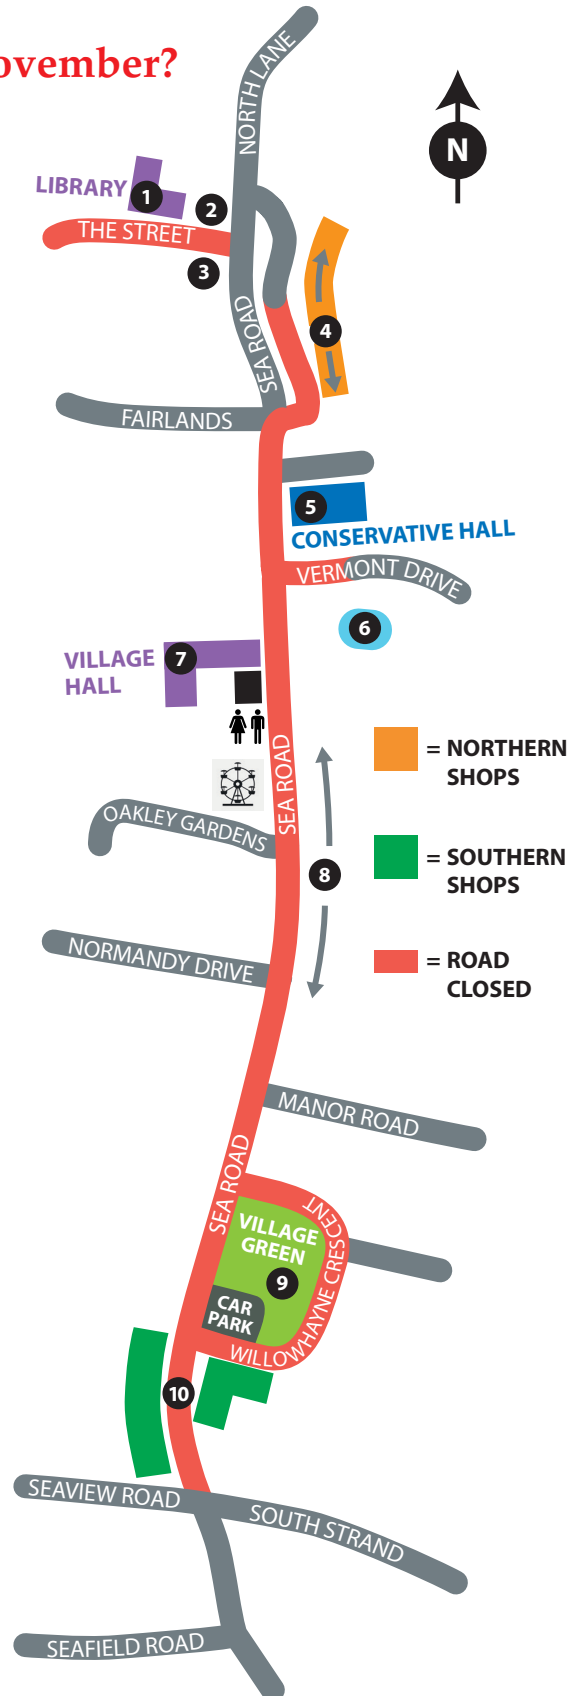 ovember?
NORTH LANE
N
LIBRARY
1
2
THE STREET
3
4
SEA ROAD
FAIRLANDS
5
CONSERVATIVE HALL
VERMONT DRIVE
6
7
VILLAGE
HALL
= NORTHERN
SHOPS
SEA ROAD
OAKLEY GARDENS
8
= SOUTHERN
SHOPS
NORMANDY DRIVE
= ROAD
CLOSED
MANOR ROAD
SEA ROAD
VILLAGE
GREEN
9
CAR
PARK
WILLOWHAYNE CRESCENT
10
SEAVIEW ROAD
SOUTH STRAND
SEAFIELD ROAD